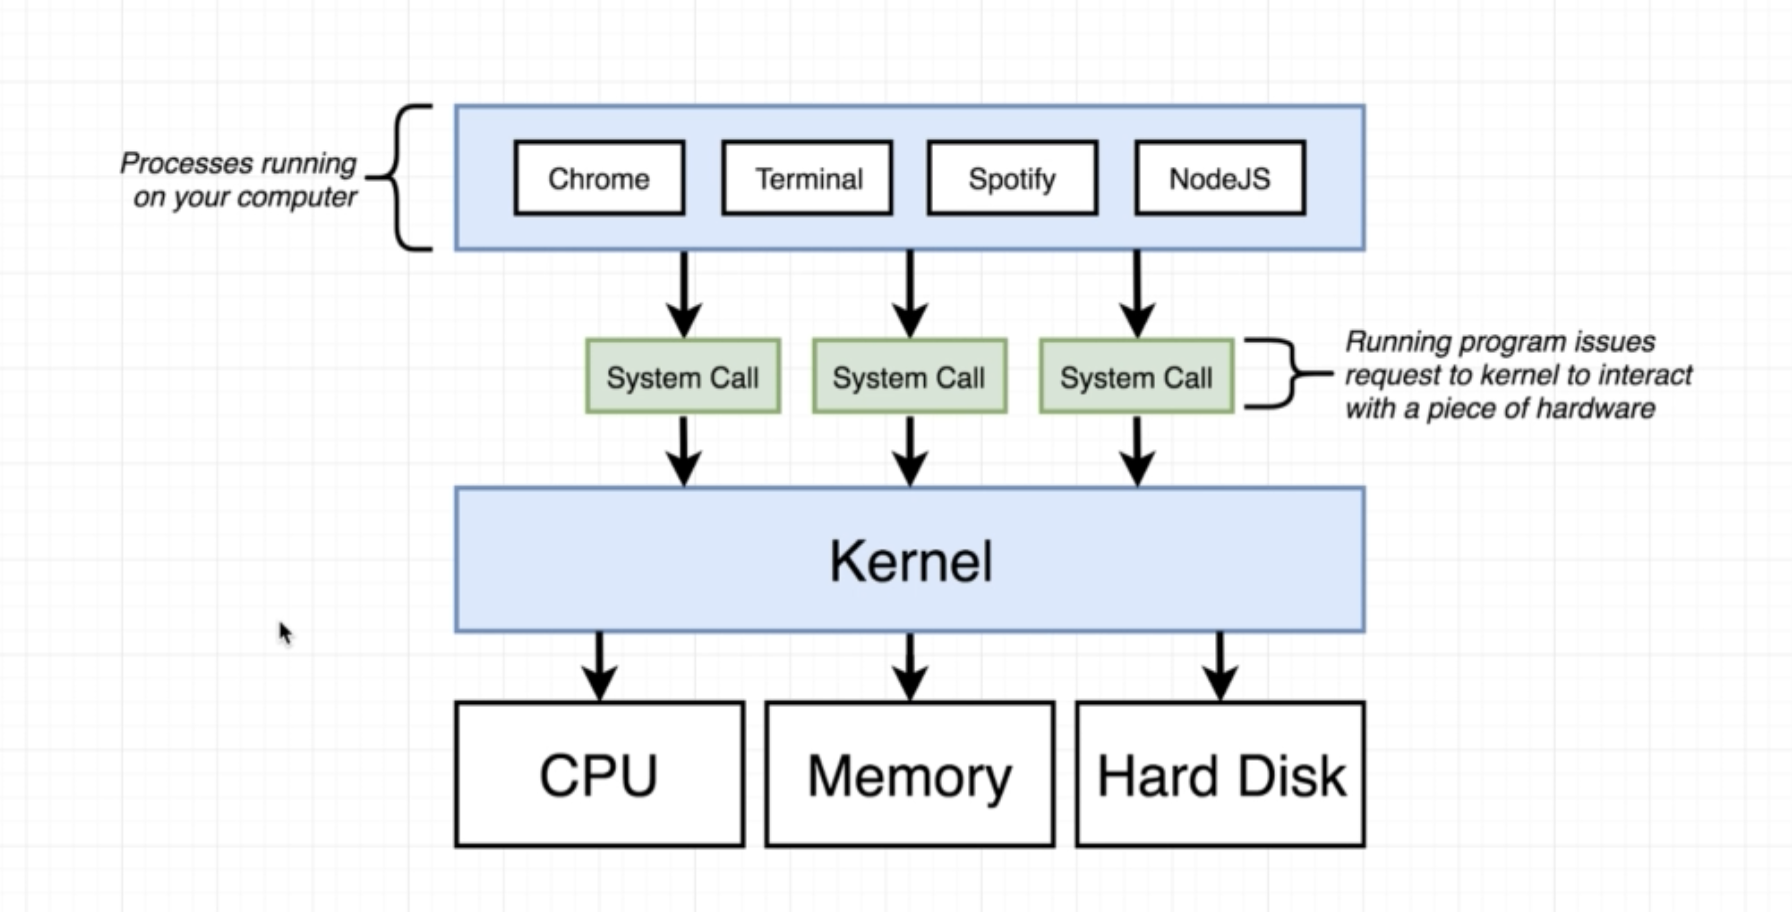 Processes running
on your computer
Chrome
Terminal
Spotify
NodeJS
System Call
System Call
System Call
Running program issues
request to kernel to interact
with a piece of hardware
Kernel
CPU
Memory
Hard Disk